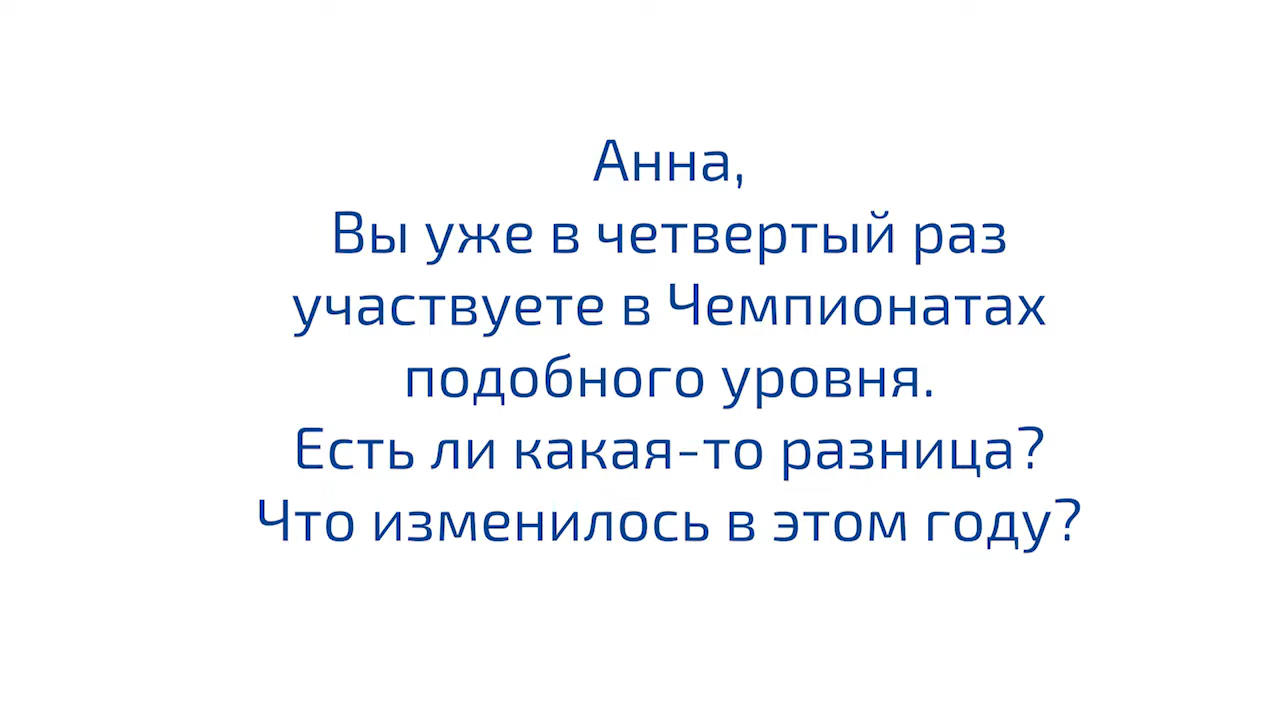 Анна,
Вы уже в четвертый раз
участвуете в Чемпионатах
подобного уровня.
Есть ли какая-то разница?
Что изменилось в этом году?